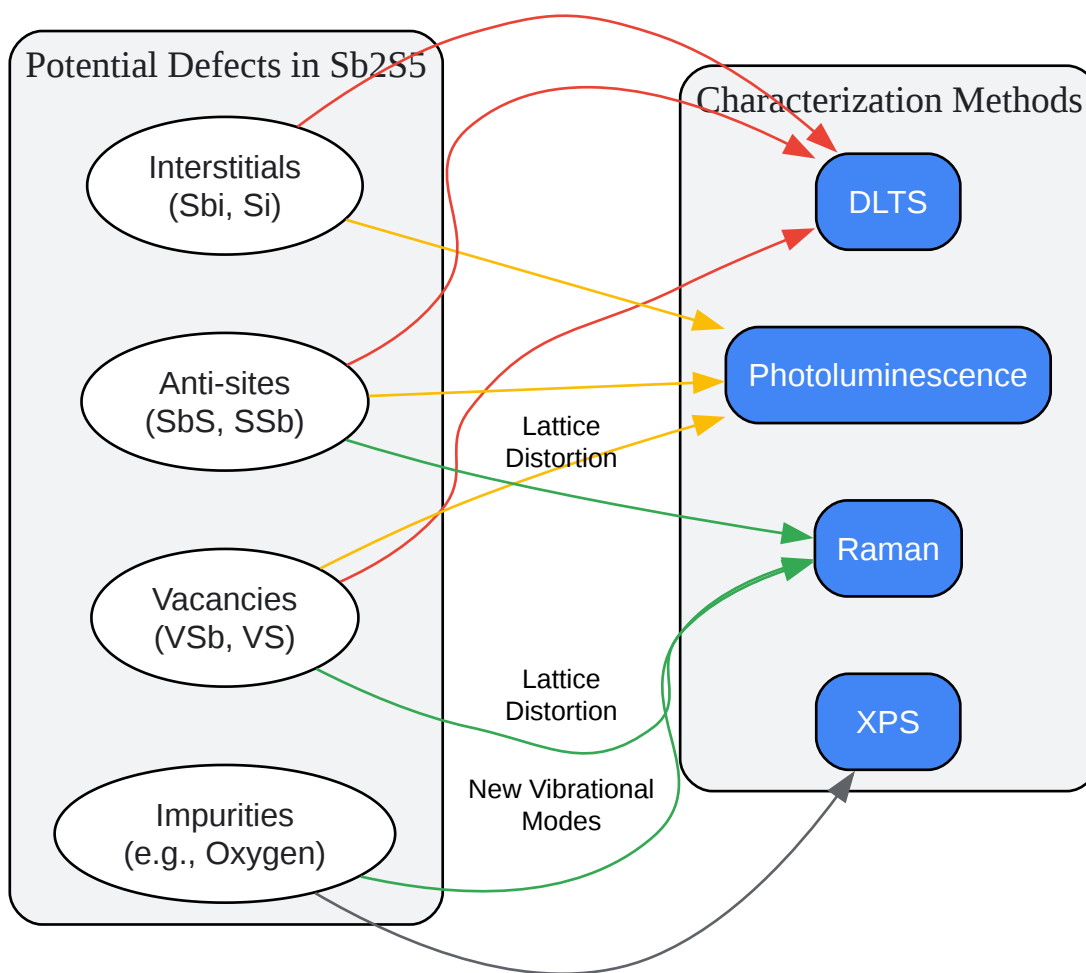 Potential Defects in Sb2S5
Interstitials
(Sbi, Si)
Anti-sites
(SbS, SSb)
Vacancies
(VSb, VS)
Impurities
(e.g., Oxygen)
Lattice
Distortion
Lattice
Distortion
New Vibrational
Modes
Characterization Methods
DLTS
Photoluminescence
Raman
XPS